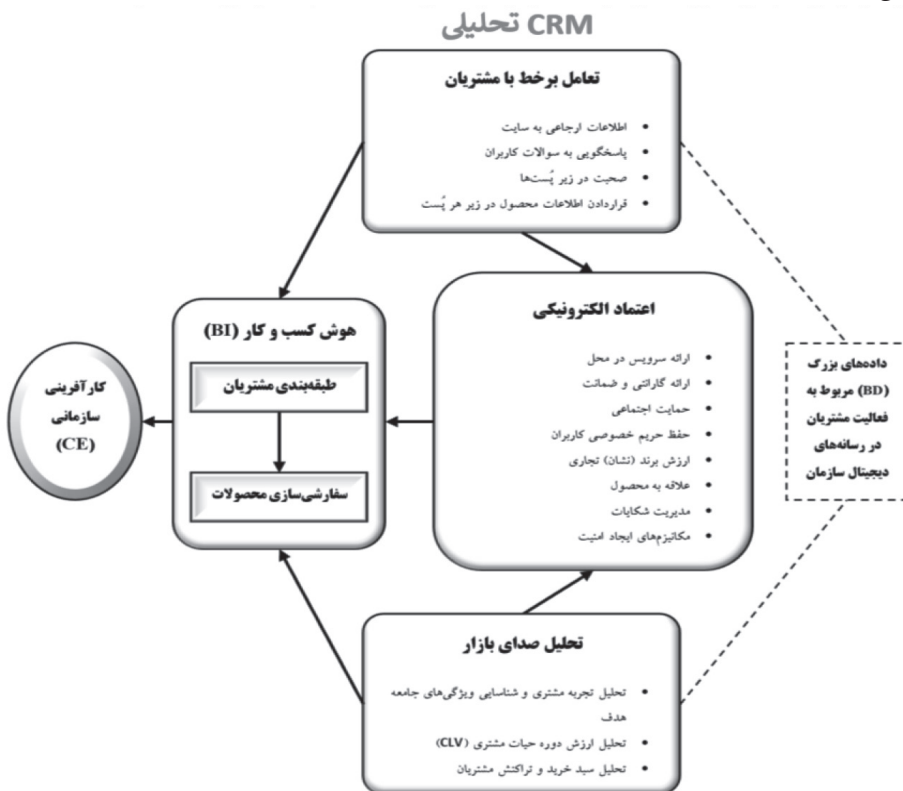 CRM تحلیلی
تعامل برخط با مشتریان
• اطلاعات ارجاعی به سایت
• پاسخگویی به سوالات کاربران
• صحبت در زیر پُست‌ها
• قراردادن اطلاعات محصول در زیر هر پُست
اعتماد الکترونیکی
• ارائه سرویس در محل
• ارائه گارانتی و ضمانت
• حمایت اجتماعی
• حفظ حریم خصوصی کاربران
• ارزش برند (نشان) تجاری
• علاقه به محصول
• مدیریت شکایات
• مکانیزم‌های ایجاد امنیت
داده‌های بزرگ
(BD) مربوط به
فعالیت مشتریان
در رسانه‌های
دیجیتال سازمان
هوش کسب و کار (BI)
طبقه‌بندی مشتریان
سفارشی‌سازی محصولات
کارآفرینی
سازمانی
(CE)
تحلیل صدای بازار
• تحلیل تجربه مشتری و شناسایی ویژگی‌های جامعه
هدف
• تحلیل ارزش دوره حیات مشتری (CLV)
• تحلیل سبد خرید و تراکنش مشتریان